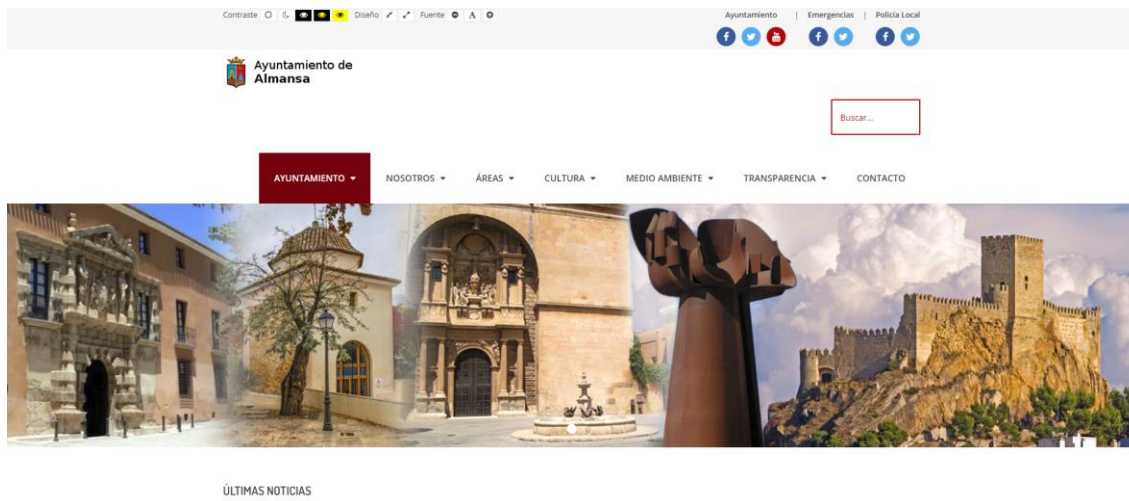 Contraste Diseño Fuente A
Ayuntamiento | Emergencias | Policía Local
Ayuntamiento de
Almansa
Buscar...
AYUNTAMIENTO NOSOTROS ÁREAS CULTURA MEDIO AMBIENTE TRANSPARENCIA CONTACTO
ÚLTIMAS NOTICIAS